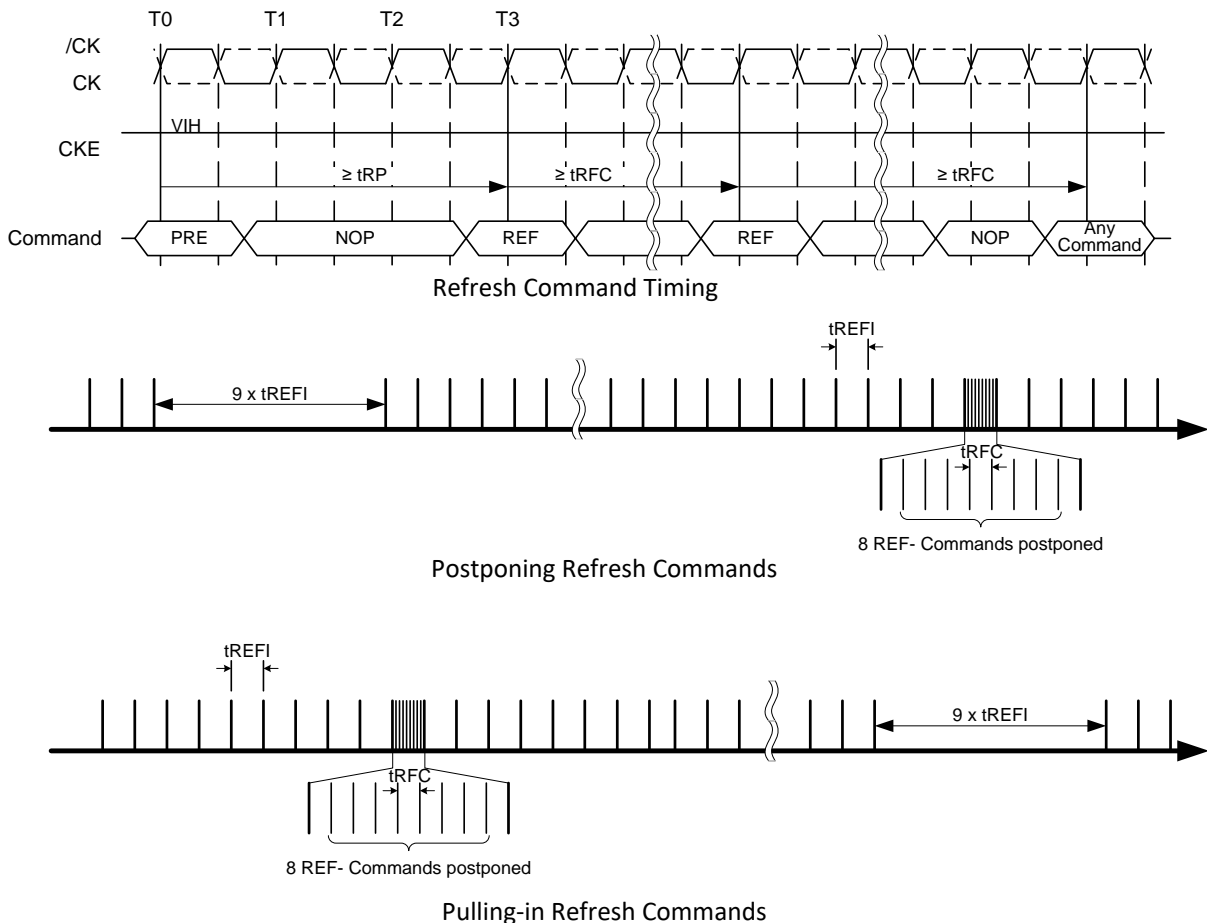 T0 T1 T2 T3
/CK
CK
VIH
CKE
≥ tRP ≥ tRFC ≥ tRFC
Command PRE NOP REF REF NOP Any Command
Refresh Command Timing
tREFI
9 x tREFI
tRFC
8 REF- Commands postponed
Postponing Refresh Commands
tREFI
9 x tREFI
tRFC
8 REF- Commands postponed
Pulling-in Refresh Commands